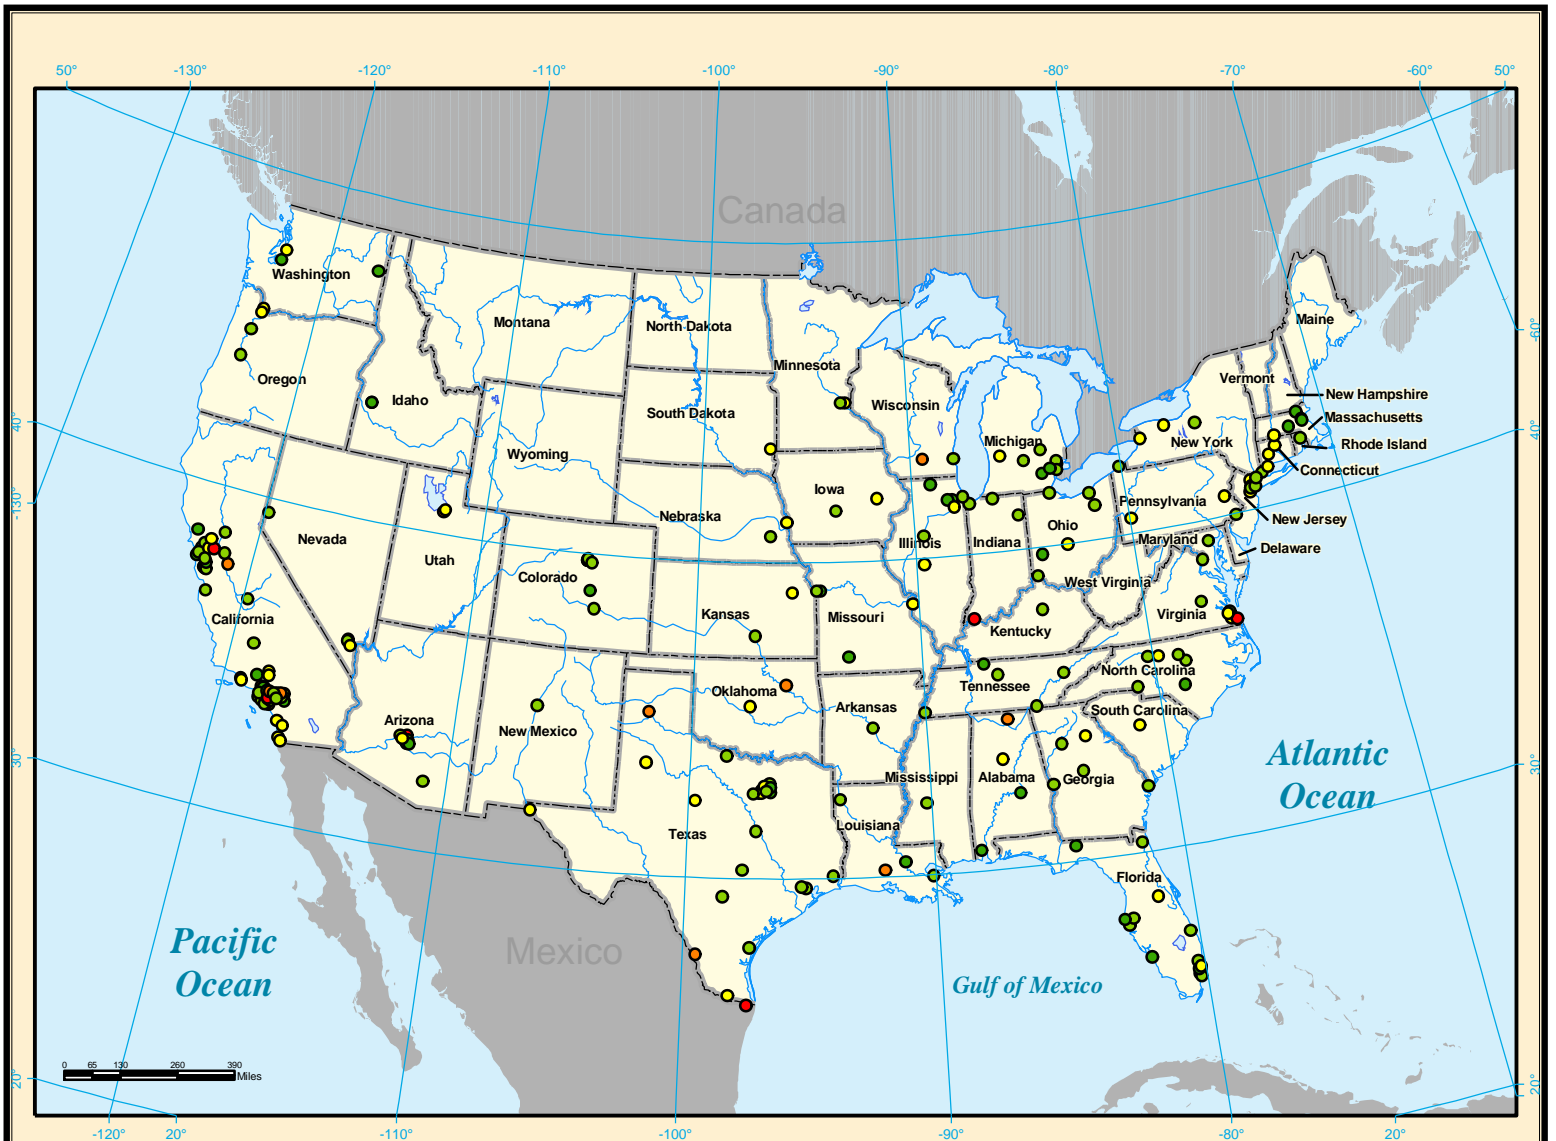 50° -130° -120° -110° -100° -90° -80° -70° -60° 50°
Canada
Washington
Montana
North Dakota
Minnesota
Maine
Oregon
Idaho
Wyoming
South Dakota
Wisconsin
Michigan
Vermont
New Hampshire
Massachusetts
New York
Rhode Island
Connecticut
Iowa
Nebraska
Pennsylvania
New Jersey
Nevada
Utah
Colorado
Illinois
Indiana
Ohio
Maryland
Delaware
West Virginia
California
Kansas
Missouri
Kentucky
Virginia
Arizona
New Mexico
Oklahoma
Arkansas
Tennessee
North Carolina
South Carolina
Texas
Louisiana
Mississippi
Alabama
Georgia
Florida
Atlantic
Ocean
Pacific
Ocean
Mexico
Gulf of Mexico
40°
-130°
30°
20°
-60°
40°
30°
20°
0 65 130 260 390
Miles
-120° 20° -110° -100° -90° -80° 20°